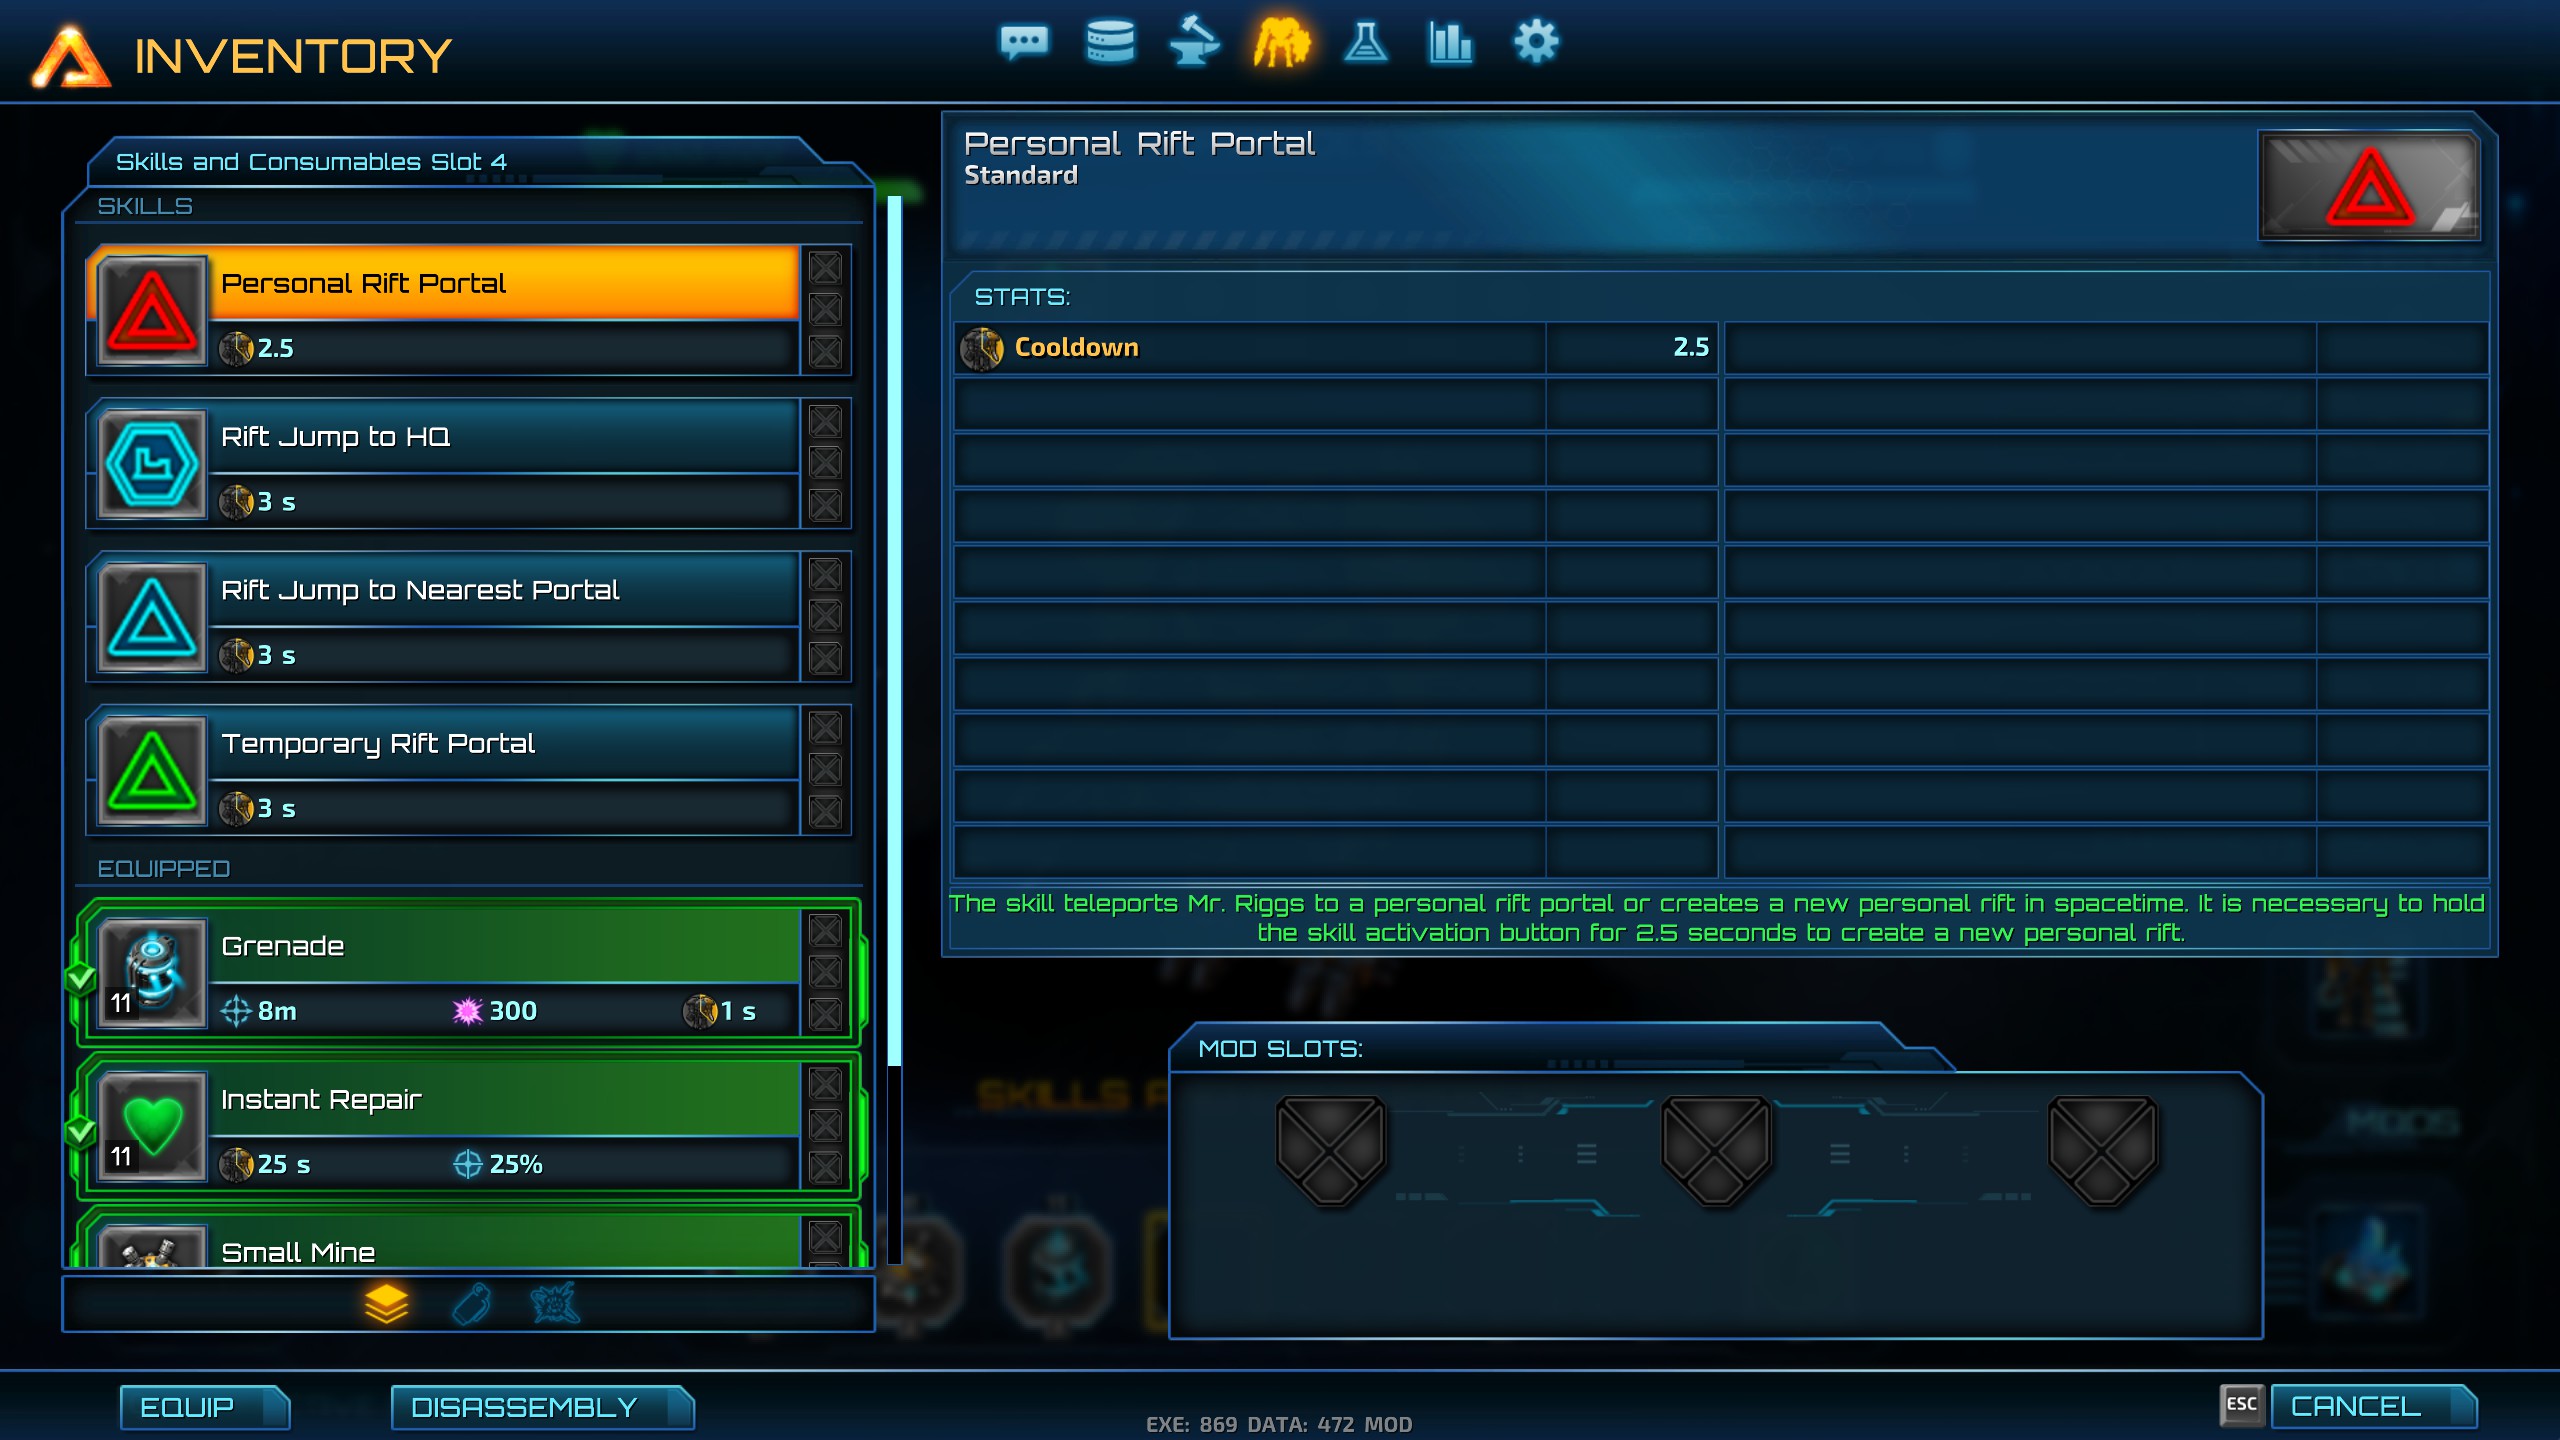 INVENTORY
Skills and Consumables Slot 4
SKILLS
Personal Rift Portal
2.5
Rift Jump to HQ
3 s
Rift Jump to Nearest Portal
3 s
Temporary Rift Portal
3 s
EQUIPPED
Grenade
11
8m 300 1 s
Instant Repair
11
25 s 25%
Small Mine
Personal Rift Portal
Standard
STATS:
Cooldown 2.5
The skill teleports Mr. Riggs to a personal rift portal or creates a new personal rift in spacetime. It is necessary to hold
the skill activation button for 2.5 seconds to create a new personal rift.
SKILLS
MODS
MOD SLOTS:
EQUIP
DISASSEMBLY
EXE: 869 DATA: 472 MOD
ESC
CANCEL